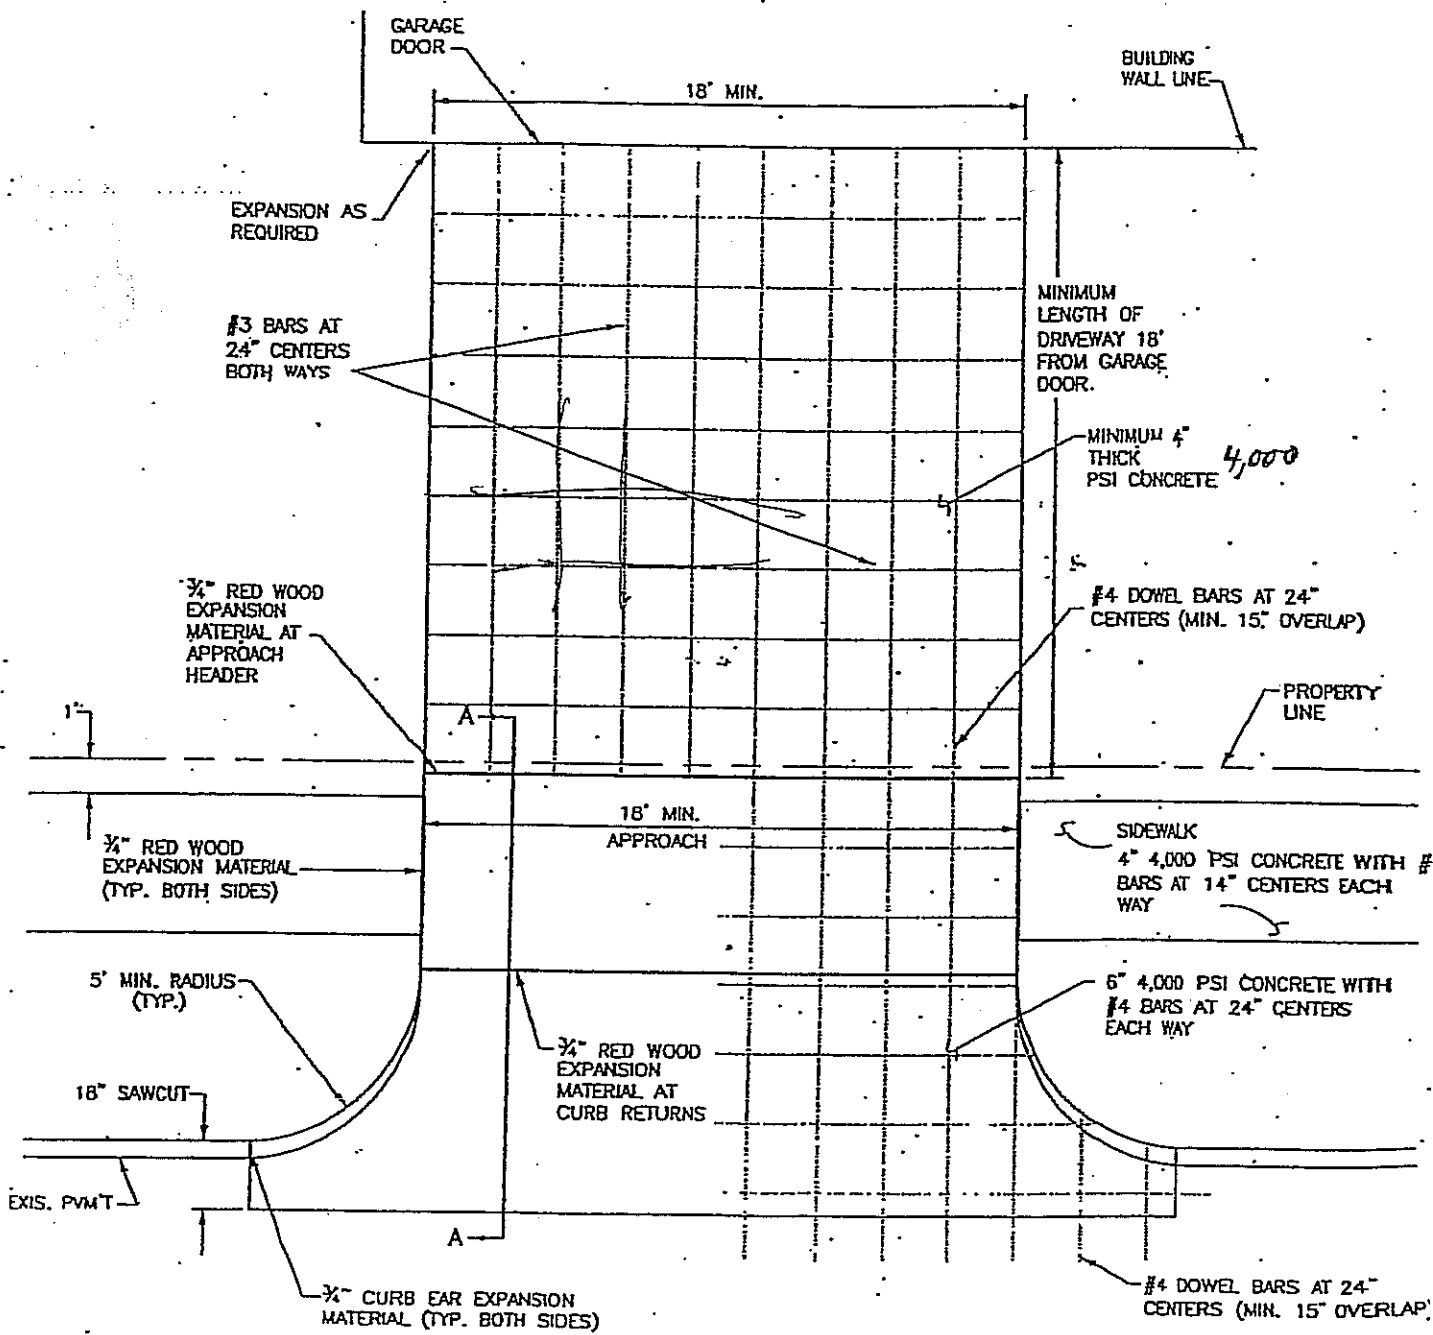 GARAGE
DOOR
BUILDING
WALL LINE
18' MIN.
EXPANSION AS
REQUIRED
#3 BARS AT
24" CENTERS
BOTH WAYS
MINIMUM
LENGTH OF
DRIVEWAY 18'
FROM GARAGE
DOOR.
MINIMUM 4"
THICK
PSI CONCRETE
4,000
3/4" RED WOOD
EXPANSION
MATERIAL AT
APPROACH
HEADER
#4 DOWEL BARS AT 24"
CENTERS (MIN. 15" OVERLAP)
PROPERTY
LINE
1"
A
18' MIN.
APPROACH
3/4" RED WOOD
EXPANSION MATERIAL
(TYP. BOTH SIDES)
SIDEWALK
4" 4,000 PSI CONCRETE WITH #
BARS AT 14" CENTERS EACH
WAY
5' MIN. RADIUS
(TYP.)
6" 4,000 PSI CONCRETE WITH
#4 BARS AT 24" CENTERS
EACH WAY
3/4" RED WOOD
EXPANSION
MATERIAL AT
CURB RETURNS
18" SAWCUT
EXIS. PVM'T
A
3/4" CURB EAR EXPANSION
MATERIAL (TYP. BOTH SIDES)
#4 DOWEL BARS AT 24"
CENTERS (MIN. 15" OVERLAP)